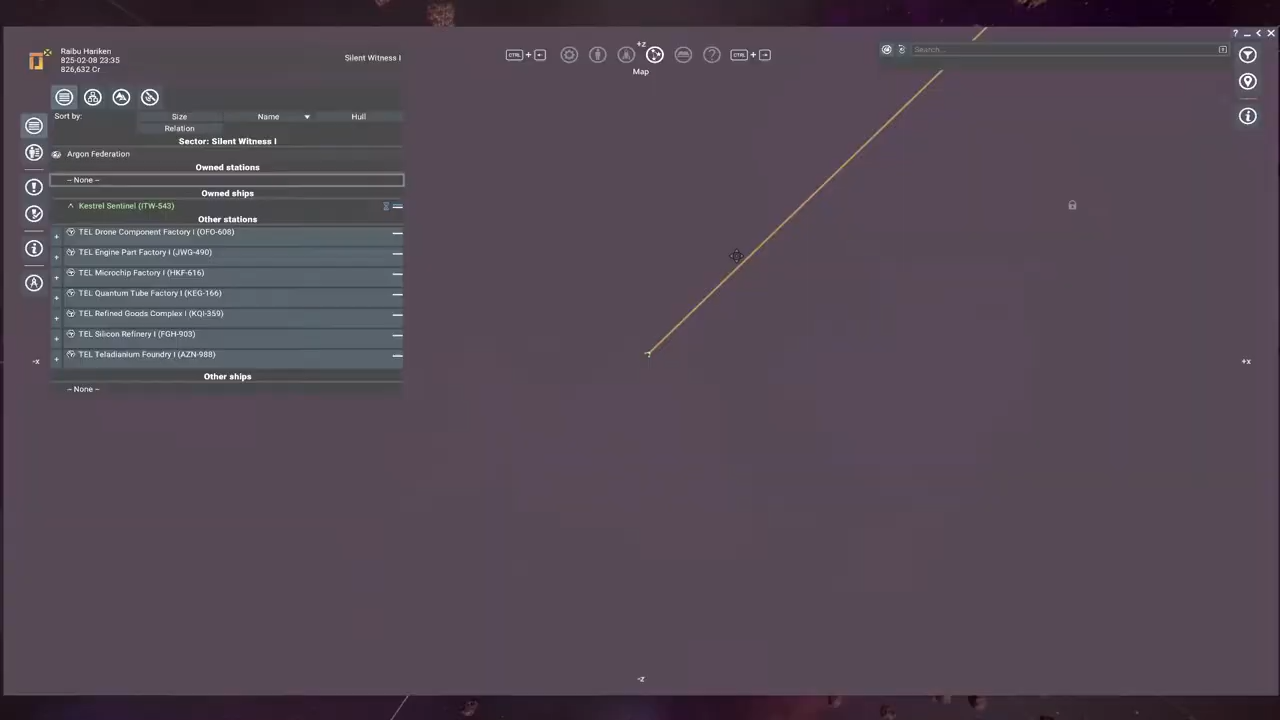 Raibu Hariken
825-02-08 23:35
826,632 Cr
Silent Witness I
CTRL +
+z
CTRL +
Map
?
Search...
Sort by:
Size
Name
Hull
Relation
Sector: Silent Witness I
Argon Federation
Owned stations
-- None --
Owned ships
Kestrel Sentinel (ITW-543)
Other stations
+ TEL Drone Component Factory I (OFO-608)
+ TEL Engine Part Factory I (JWG-490)
+ TEL Microchip Factory I (HKF-616)
+ TEL Quantum Tube Factory I (KEG-166)
+ TEL Refined Goods Complex I (KQI-359)
+ TEL Silicon Refinery I (FGH-903)
+ TEL Teladianium Foundry I (AZN-988)
Other ships
-- None --
-x
+x
-z